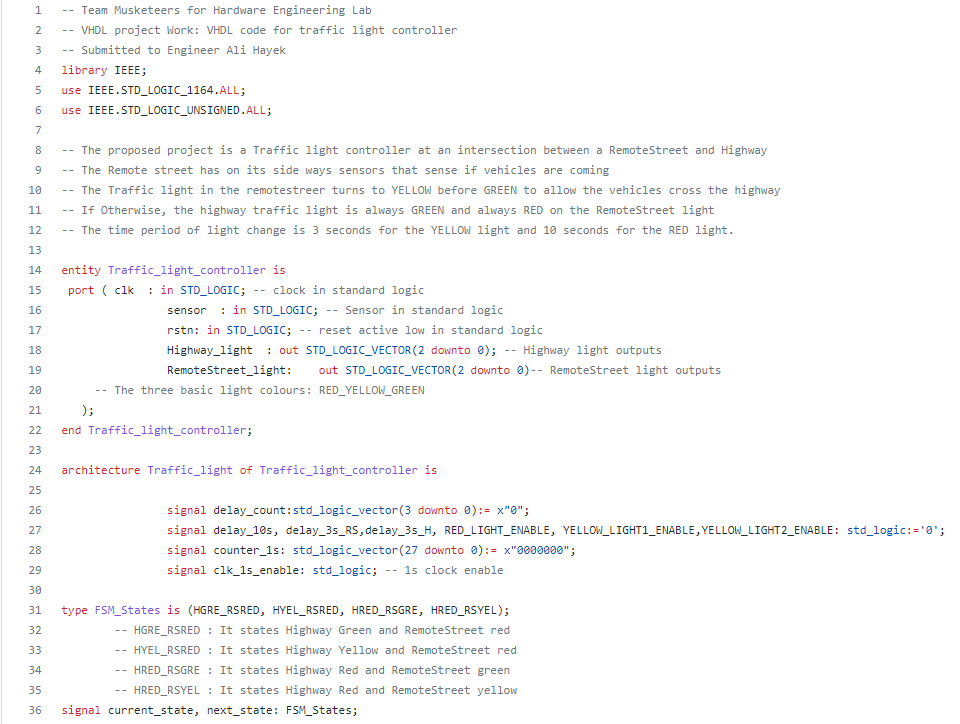 1 -- Team Musketeers for Hardware Engineering Lab
2 -- VHDL project Work: VHDL code for traffic light controller
3 -- Submitted to Engineer Ali Hayek
4 library IEEE;
5 use IEEE.STD_LOGIC_1164.ALL;
6 use IEEE.STD_LOGIC_UNSIGNED.ALL;
7
8 -- The proposed project is a Traffic light controller at an intersection between a RemoteStreet and Highway
9 -- The Remote street has on its side ways sensors that sense if vehicles are coming
10 -- The Traffic light in the remotestreer turns to YELLOW before GREEN to allow the vehicles cross the highway
11 -- If Otherwise, the highway traffic light is always GREEN and always RED on the RemoteStreet light
12 -- The time period of light change is 3 seconds for the YELLOW light and 10 seconds for the RED light.
13
14 entity Traffic_light_controller is
15 port ( clk  : in STD_LOGIC; -- clock in standard logic
16 sensor  : in STD_LOGIC; -- Sensor in standard logic
17 rstn: in STD_LOGIC; -- reset active low in standard logic
18 Highway_light  : out STD_LOGIC_VECTOR(2 downto 0); -- Highway light outputs
19 RemoteStreet_light:    out STD_LOGIC_VECTOR(2 downto 0)-- RemoteStreet light outputs
20 -- The three basic light colours: RED_YELLOW_GREEN
21 );
22 end Traffic_light_controller;
23
24 architecture Traffic_light of Traffic_light_controller is
25
26 signal delay_count:std_logic_vector(3 downto 0):= x"0";
27 signal delay_10s, delay_3s_RS,delay_3s_H, RED_LIGHT_ENABLE, YELLOW_LIGHT1_ENABLE,YELLOW_LIGHT2_ENABLE: std_logic:='0';
28 signal counter_1s: std_logic_vector(27 downto 0):= x"0000000";
29 signal clk_1s_enable: std_logic; -- 1s clock enable
30
31 type FSM_States is (HGRE_RSRED, HYEL_RSRED, HRED_RSGRE, HRED_RSYEL);
32 -- HGRE_RSRED : It states Highway Green and RemoteStreet red
33 -- HYEL_RSRED : It states Highway Yellow and RemoteStreet red
34 -- HRED_RSGRE : It states Highway Red and RemoteStreet green
35 -- HRED_RSYEL : It states Highway Red and RemoteStreet yellow
36 signal current_state, next_state: FSM_States;